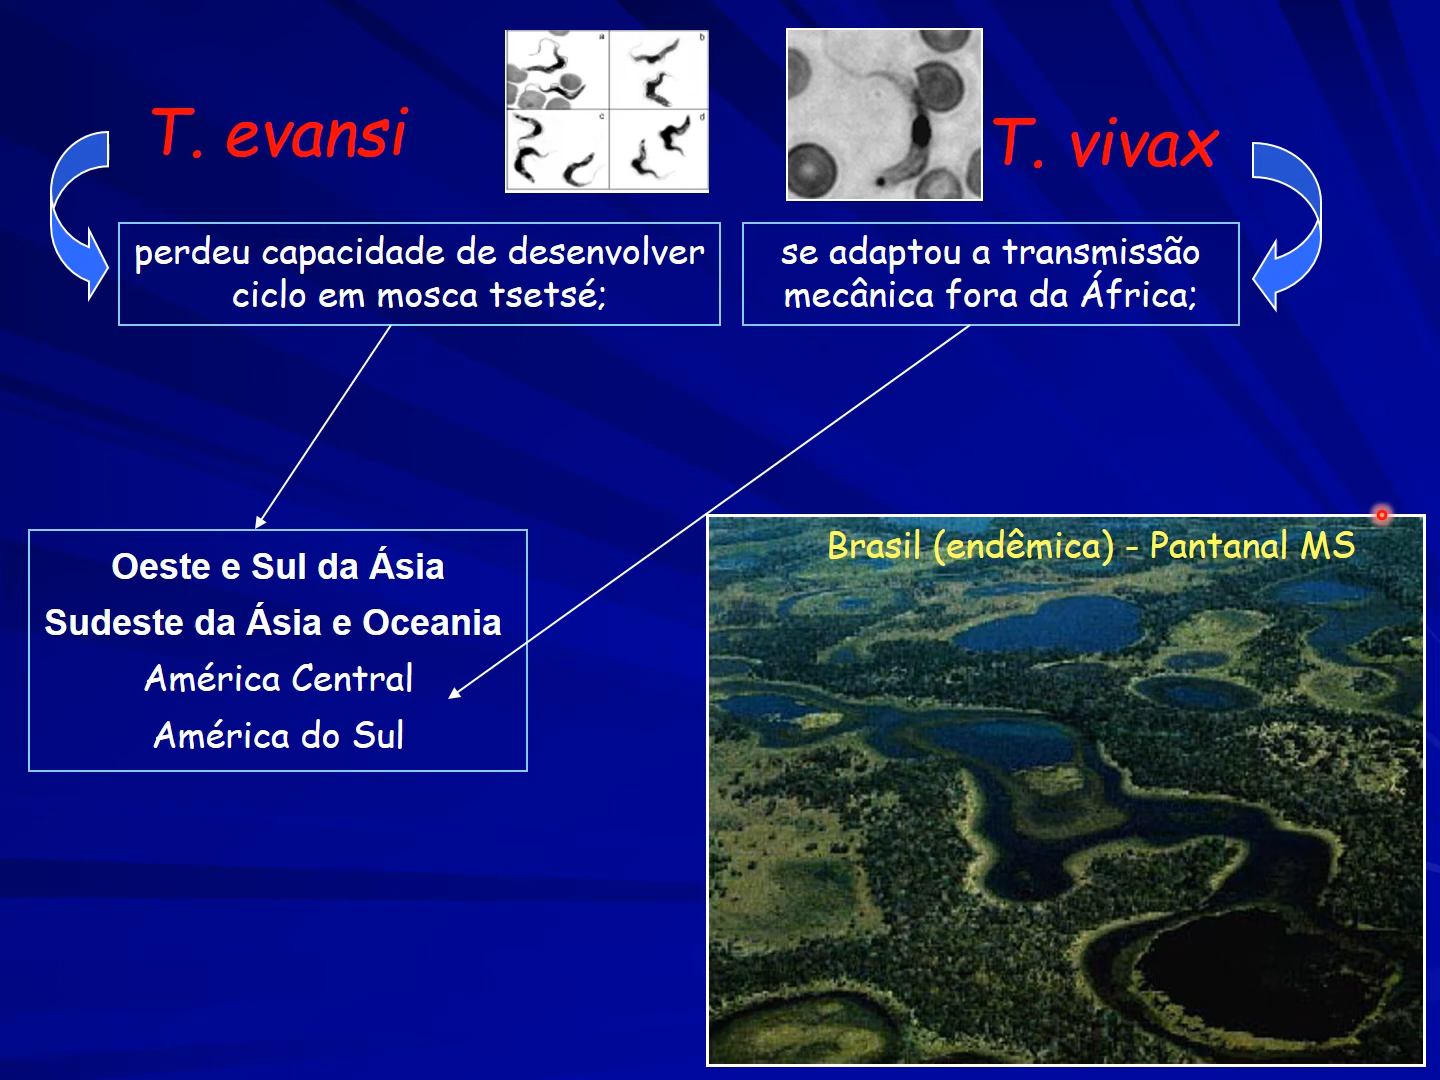 T. evansi
a
b
c
d
T. vivax
perdeu capacidade de desenvolver
ciclo em mosca tsetsé;
se adaptou a transmissão
mecânica fora da África;
Oeste e Sul da Ásia
Sudeste da Ásia e Oceania
América Central
América do Sul
Brasil (endêmica) - Pantanal MS